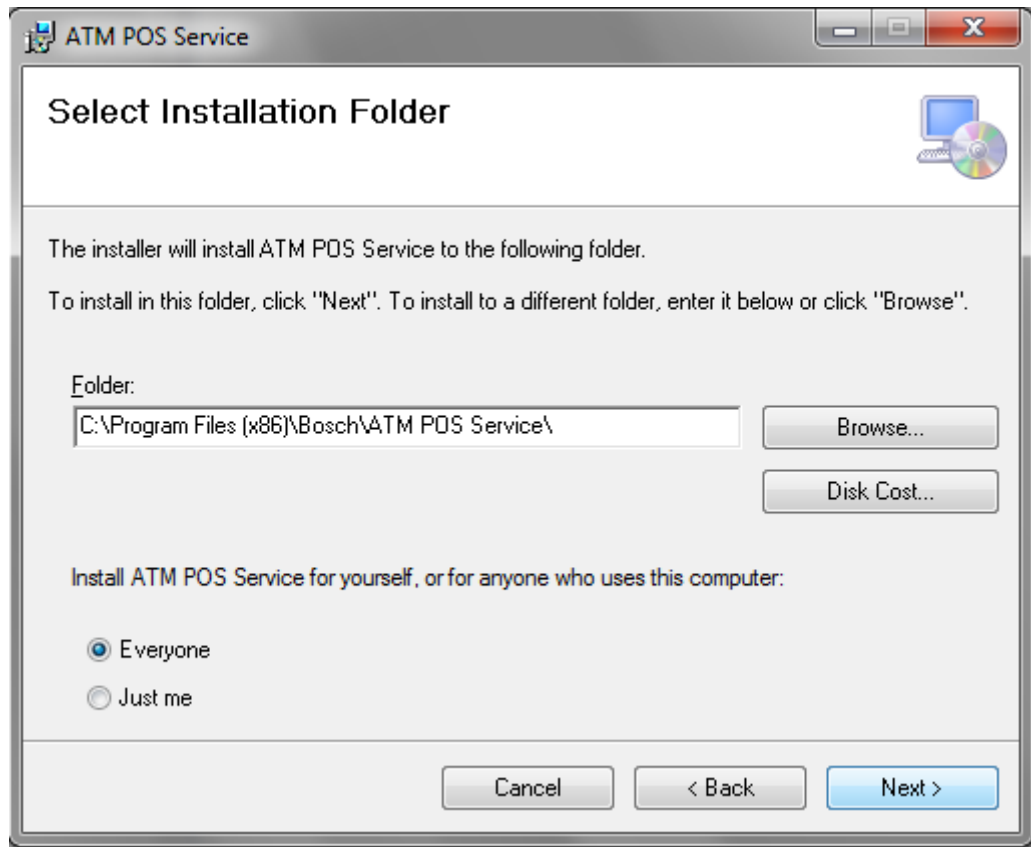 ATM POS Service
Select Installation Folder
The installer will install ATM POS Service to the following folder.
To install in this folder, click "Next". To install to a different folder, enter it below or click "Browse".
Folder:
C:\Program Files (x86)\Bosch\ATM POS Service\
Browse...
Disk Cost...
Install ATM POS Service for yourself, or for anyone who uses this computer:
Everyone
Just me
Cancel
< Back
Next >